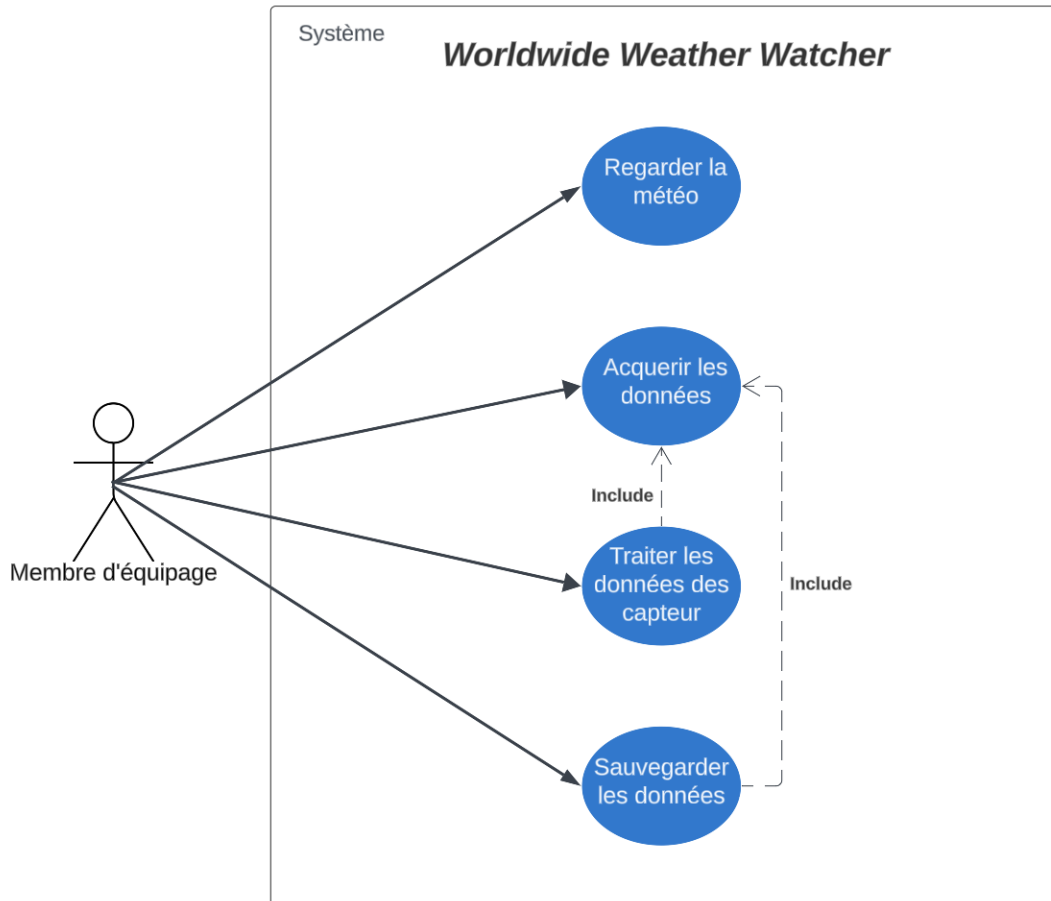 Système
Worldwide Weather Watcher
Regarder la
météo
Acquerir les
données
Include
Membre d'équipage
Traiter les
données des
capteur
Include
Sauvegarder
les données